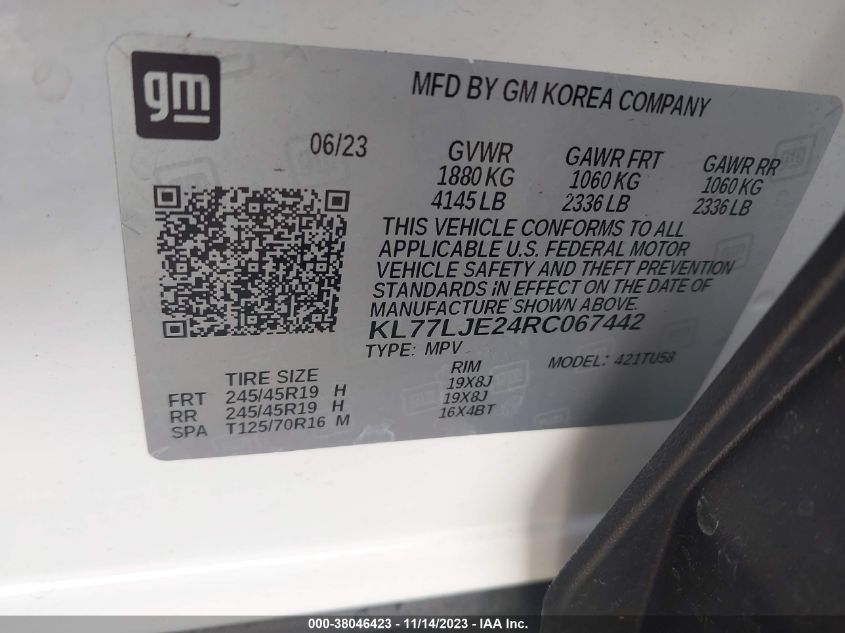 gm
MFD BY GM KOREA COMPANY
06/23
GVWR GAWR FRT GAWR RR
1880 KG 1060 KG 1060 KG
4145 LB 2336 LB 2336 LB
THIS VEHICLE CONFORMS TO ALL
APPLICABLE U.S. FEDERAL MOTOR
VEHICLE SAFETY AND THEFT PREVENTION
STANDARDS IN EFFECT ON THE DATE OF
MANUFACTURE SHOWN ABOVE.
KL77LJE24RC067442
TYPE: MPV MODEL: 421TU58
TIRE SIZE RIM
FRT 245/45R19 H 19X8J
RR 245/45R19 H 19X8J
SPA T125/70R16 M 16X4BT
000-38046423 - 11/14/2023 - IAA Inc.